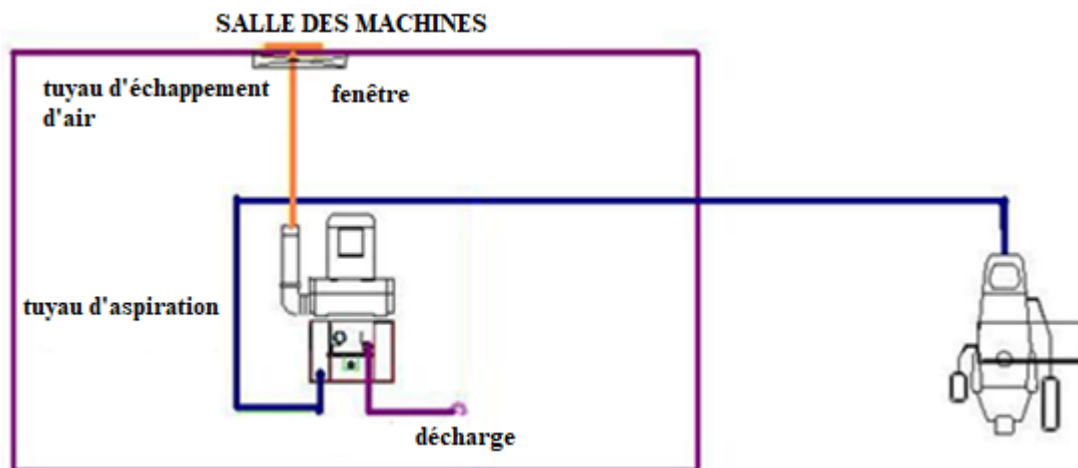 SALLE DES MACHINES
tuyau d'échappement
d'air
fenêtre
tuyau d'aspiration
décharge